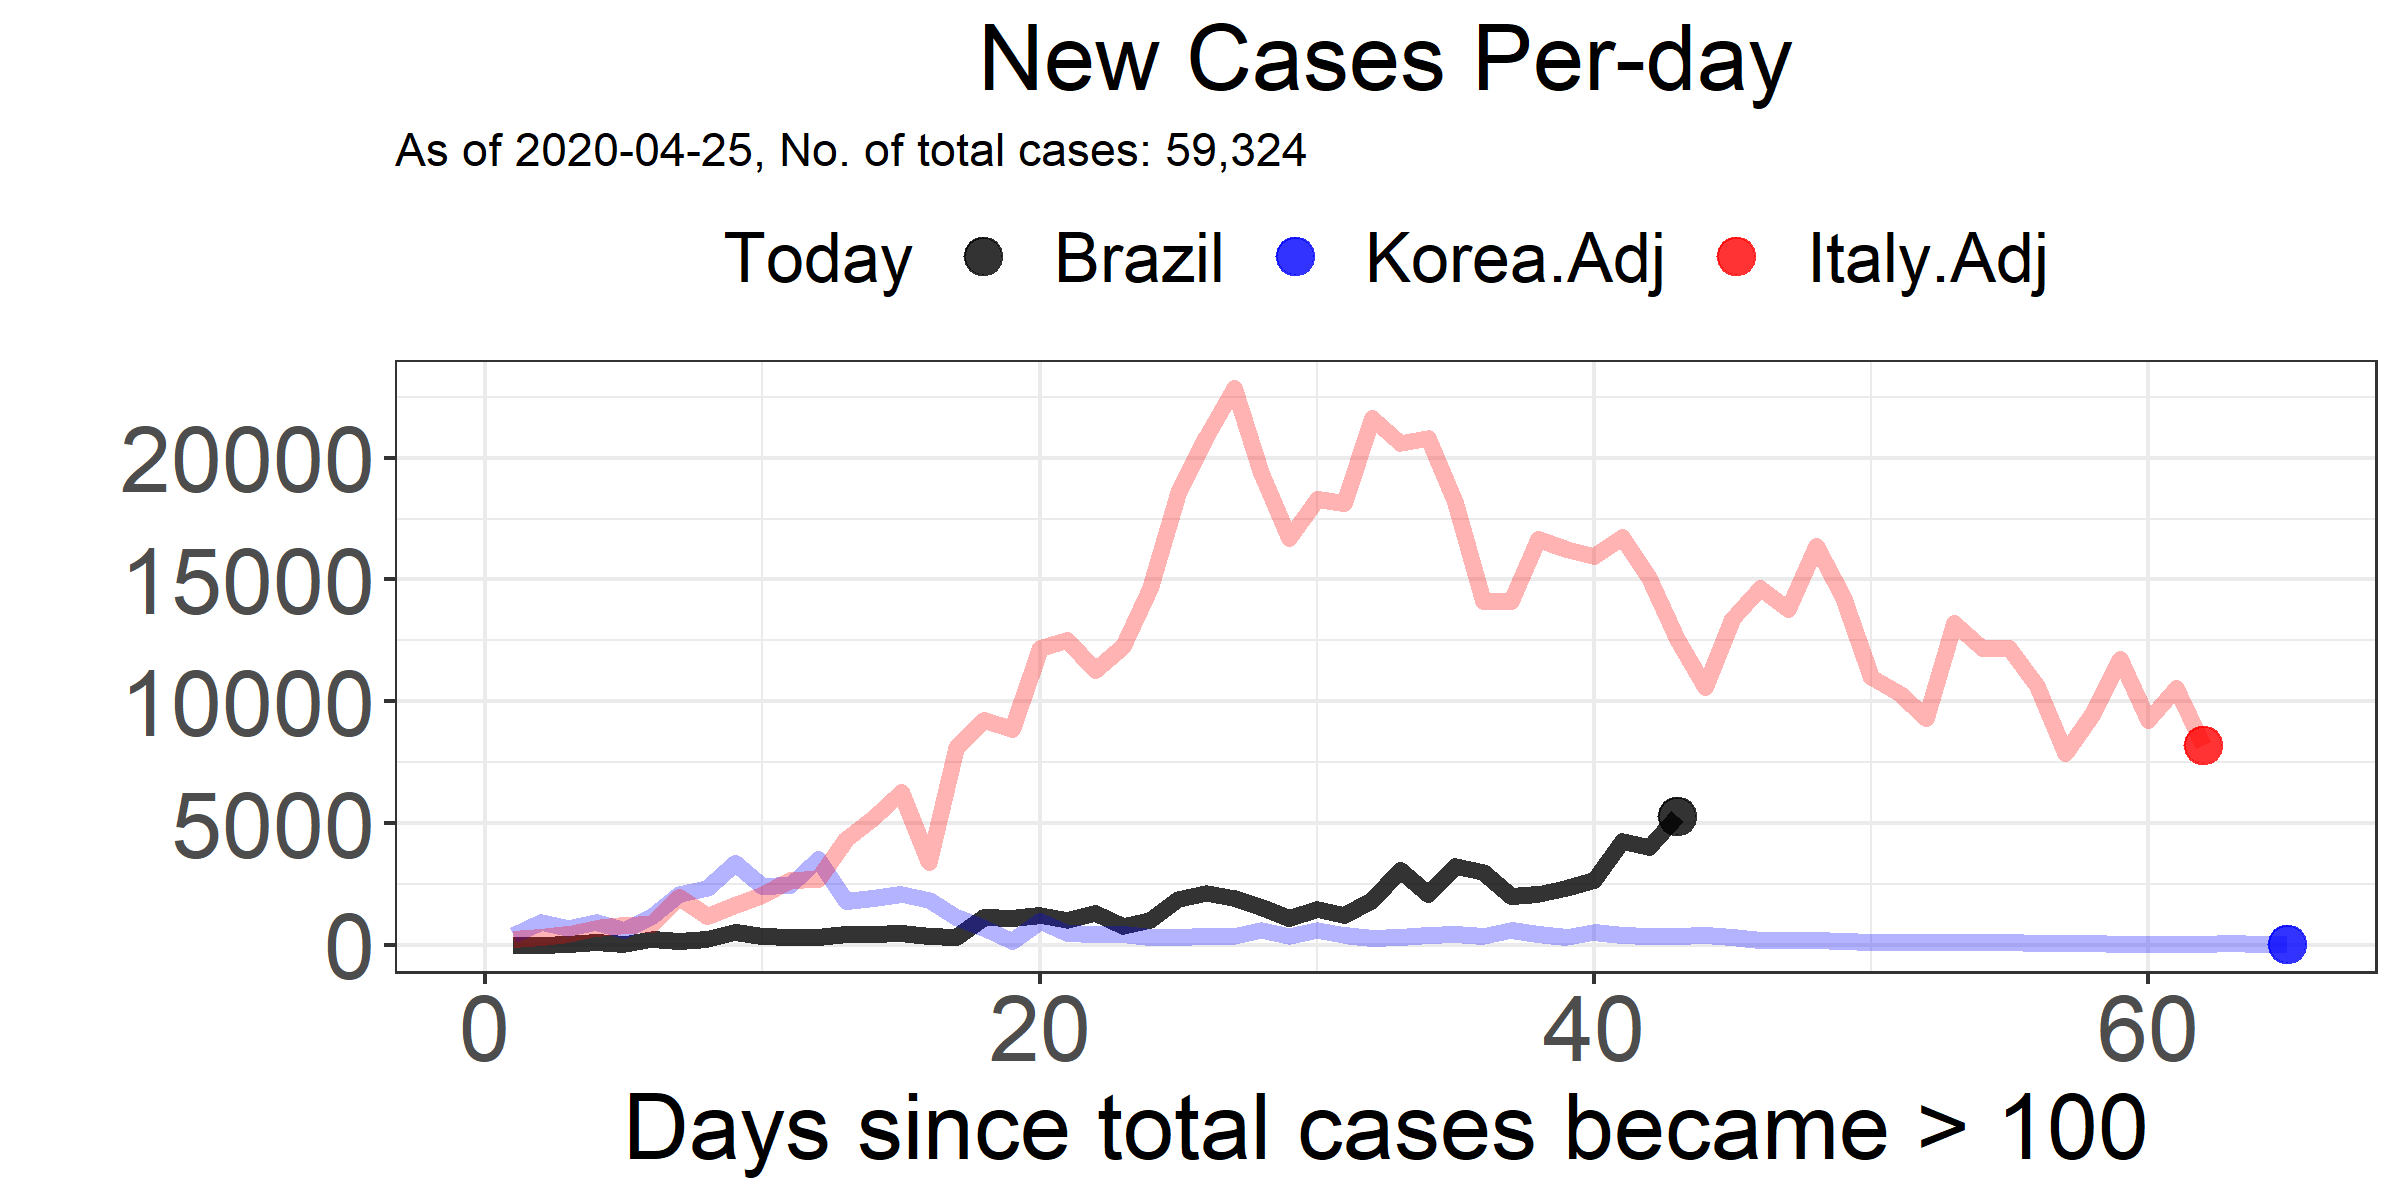 New Cases Per-day
As of 2020-04-25, No. of total cases: 59,324
Today Brazil Korea.Adj Italy.Adj
20000
15000
10000
5000
0
0 20 40 60
Days since total cases became > 100